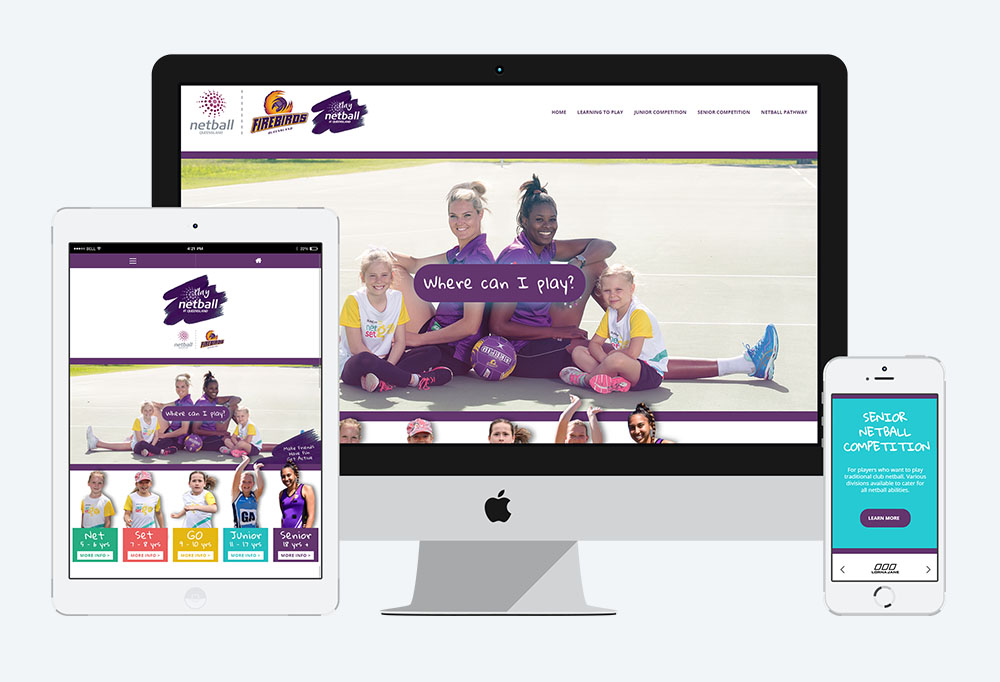 netball
QUEENSLAND
FIREBIRDS
QUEENSLAND
Play
netball
IN QUEENSLAND
HOME LEARNING TO PLAY JUNIOR COMPETITION SENIOR COMPETITION NETBALL PATHWAY
Where can I play?
net
set
GO
BELL 4:21 PM 22%
Play
netball
IN QUEENSLAND
netball
FIREBIRDS
Where can I play?
Make Friends
Have Fun
Get Active
GA
Net
5 - 6 yrs
MORE INFO >
Set
7 - 8 yrs
MORE INFO >
GO
9 - 10 yrs
MORE INFO >
Junior
11 - 17 yrs
MORE INFO >
Senior
18 yrs +
MORE INFO >
SENIOR
NETBALL
COMPETITION
For players who want to play
traditional club netball. Various
divisions available to cater for
all netball abilities.
LEARN MORE
LORNA JANE